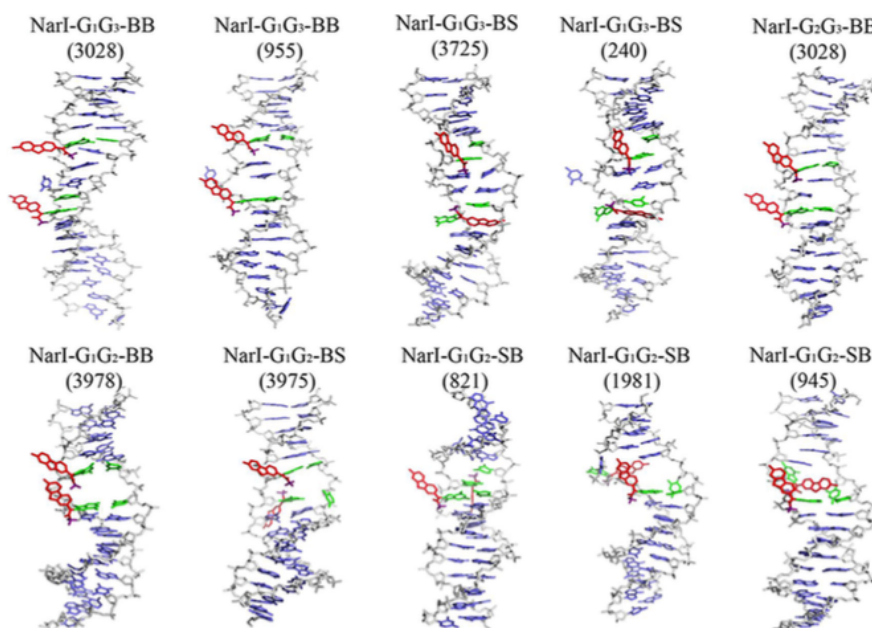 NarI-G₁G₃-BB NarI-G₁G₃-BB NarI-G₁G₃-BS NarI-G₁G₃-BS NarI-G₂G₃-BB
(3028) (955) (3725) (240) (3028)
NarI-G₁G₂-BB NarI-G₁G₂-BS NarI-G₁G₂-SB NarI-G₁G₂-SB NarI-G₁G₂-SB
(3978) (3975) (821) (1981) (945)